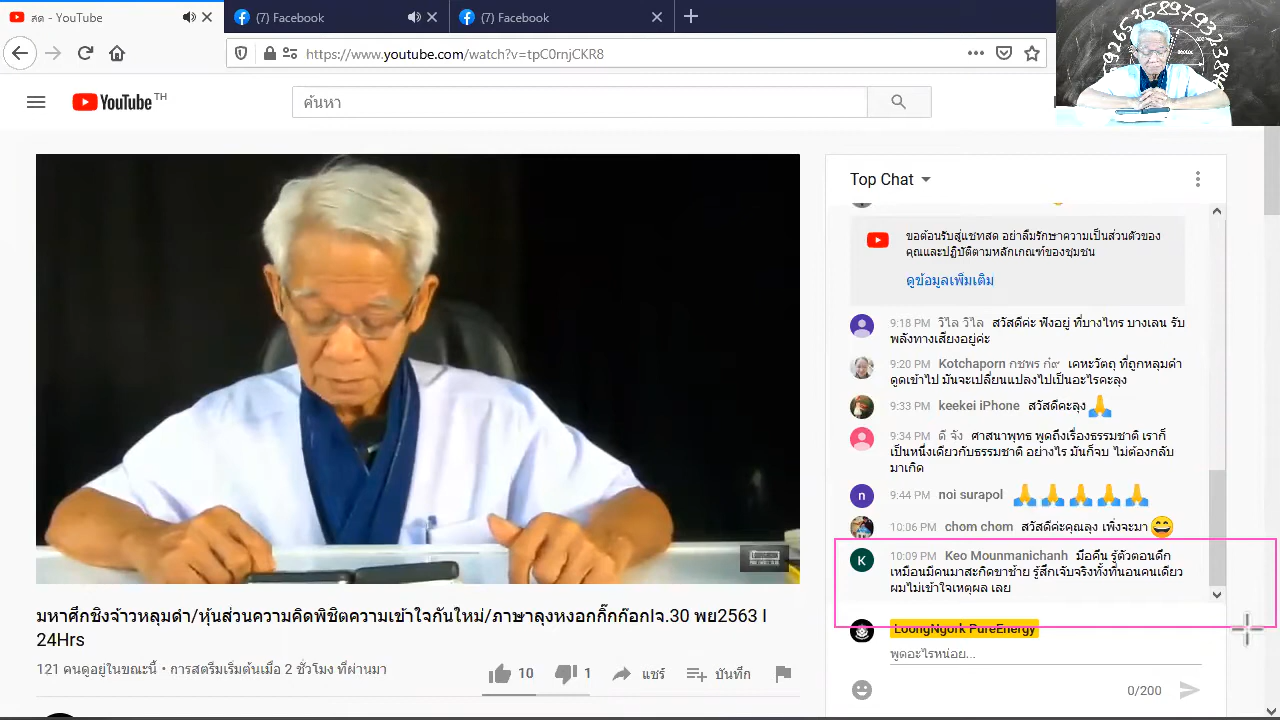 สด - YouTube
(7) Facebook
(7) Facebook
https://www.youtube.com/watch?v=tpC0rnjCKR8
YouTube TH
ค้นหา
Top Chat
ขอต้อนรับสู่แชทสด อย่าลืมรักษาความเป็นส่วนตัวของ
คุณและปฏิบัติตามหลักเกณฑ์ของชุมชน
ดูข้อมูลเพิ่มเติม
9:18 PM วิไล วิไล สวัสดีค่ะ ฟังอยู่ ที่บางไทร บางเลน รับ
พลังทางเสียงอยู่ค่ะ
9:20 PM Kotchaporn กชพร ก๋ฯ เคหะวัตถุ ที่ถูกหลุมดำ
ดูดเข้าไป มันจะเปลี่ยนแปลงไปเป็นอะไรคะลุง
9:33 PM keekei iPhone สวัสดีคะลุง🙏
9:34 PM ดี จัง ศาสนาพุทธ พูดถึงเรื่องธรรมชาติ เราก็
เป็นหนึ่งเดียวกับธรรมชาติ อย่างไร มันก็จบ ไม่ต้องกลับ
มาเกิด
n
9:44 PM noi surapol 🙏🙏🙏🙏🙏
10:06 PM chom chom สวัสดีค่ะคุณลุง เพิ่งจะมา😄
K
10:09 PM Keo Mounmanichanh มือคืน รู้ตัวตอนดึก
เหมือนมีคนมาสะกิดขาซ้าย รู้สึกเจ็บจริงทั้งที่นอนคนเดียว
ผมไม่เข้าใจเหตุผล เลย
LoongNgork PureEnergy
พูดอะไรหน่อย...
0/200
มหาศึกชิงจ้าวหลุมดำ/หุ้นส่วนความคิดพิชิตความเข้าใจกันใหม่/ภาษาลุงหงอกกิ๊กก๊อกIจ.30 พย2563 I
24Hrs
121 คนดูอยู่ในขณะนี้ • การสตรีมเริ่มต้นเมื่อ 2 ชั่วโมง ที่ผ่านมา
10
1
แชร์
บันทึก